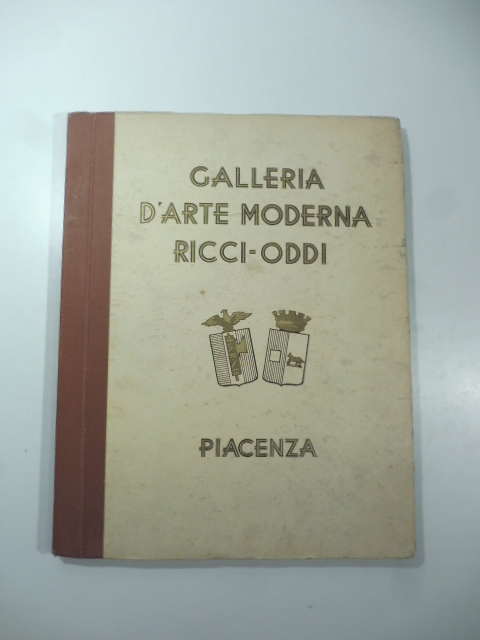 GALLERIA
D'ARTE MODERNA
RICCI-ODDI
PIACENZA